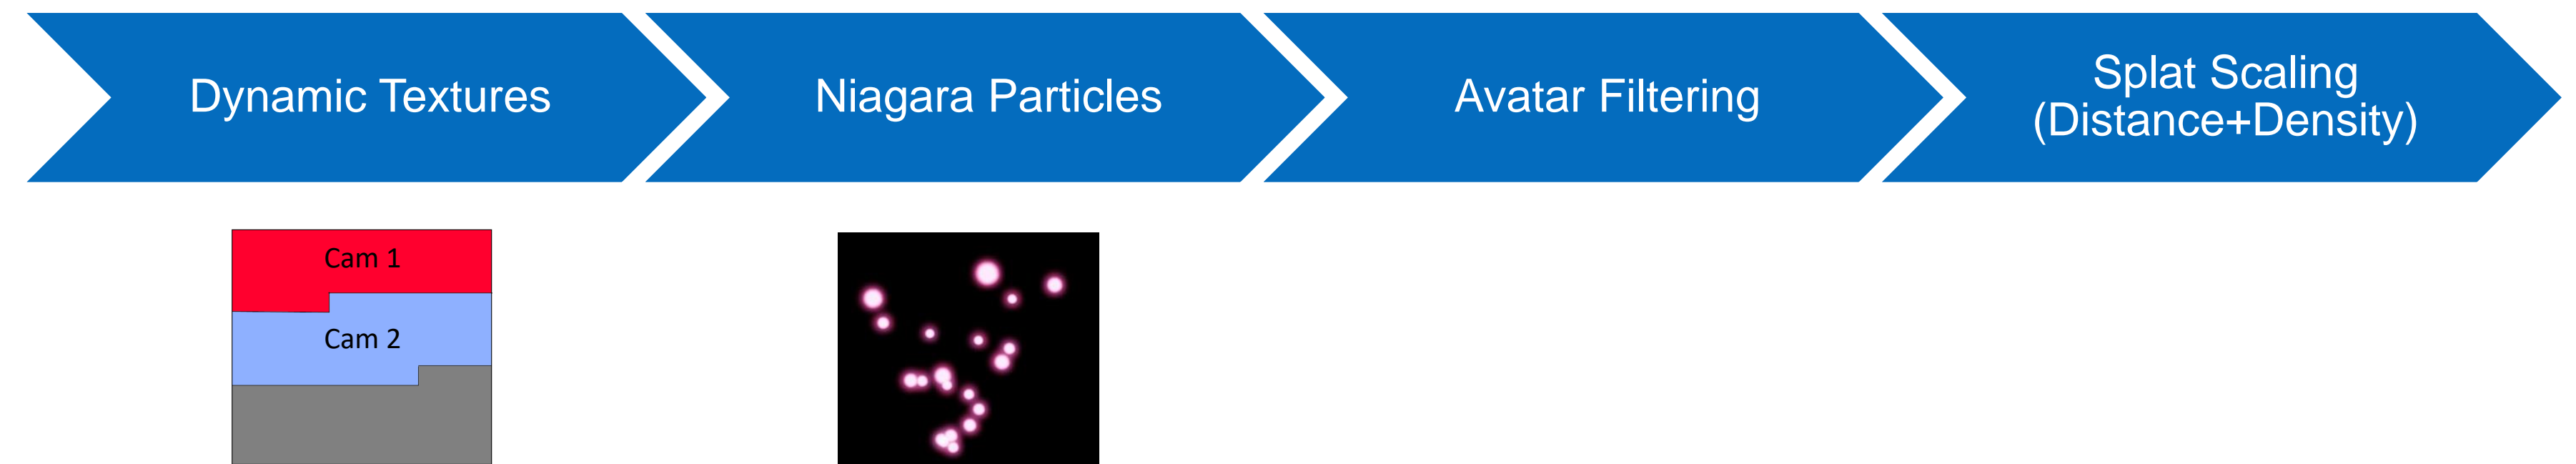 Dynamic Textures
Niagara Particles
Avatar Filtering
Splat Scaling
(Distance+Density)
Cam 1
Cam 2